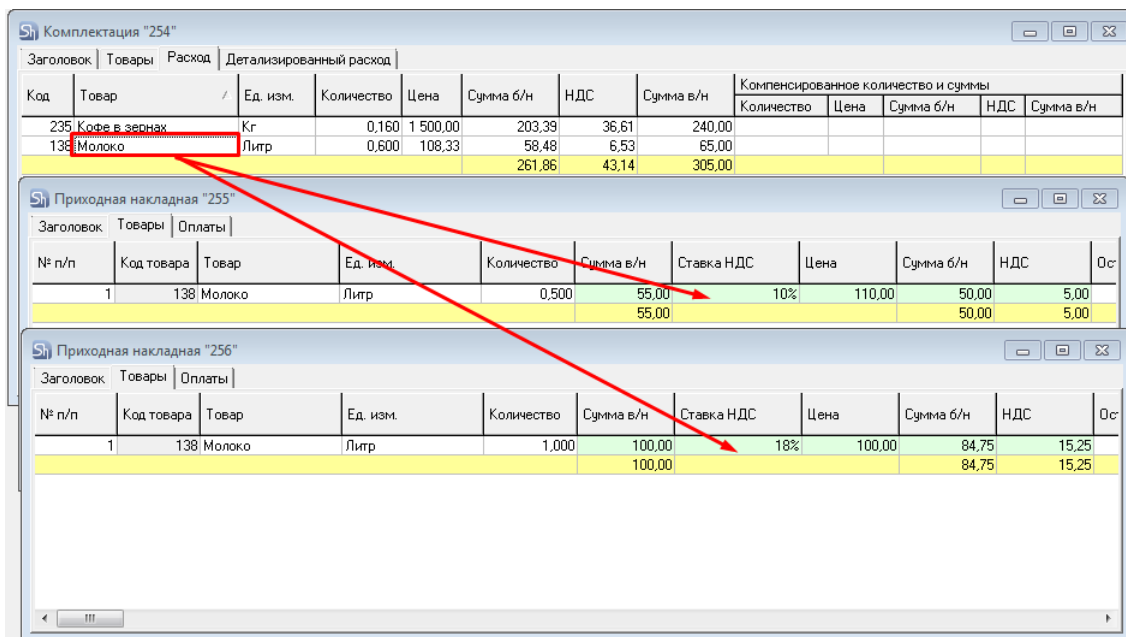 Sh Комплектация "254"
Заголовок Товары Расход Детализированный расход
Код Товар Ед. изм. Количество Цена Сумма б/н НДС Сумма в/н Компенсированное количество и суммы
Количество Цена Сумма б/н НДС Сумма в/н
235 Кофе в зернах Кг 0,160 1 500,00 203,39 36,61 240,00
138 Молоко Литр 0,600 108,33 58,48 6,53 65,00
261,86 43,14 305,00
Sh Приходная накладная "255"
Заголовок Товары Оплаты
№ п/п Код товара Товар Ед. изм. Количество Сумма в/н Ставка НДС Цена Сумма б/н НДС Ос
1 138 Молоко Литр 0,500 55,00 10% 110,00 50,00 5,00
55,00 50,00 5,00
Sh Приходная накладная "256"
Заголовок Товары Оплаты
№ п/п Код товара Товар Ед. изм. Количество Сумма в/н Ставка НДС Цена Сумма б/н НДС Ос
1 138 Молоко Литр 1,000 100,00 18% 100,00 84,75 15,25
100,00 84,75 15,25